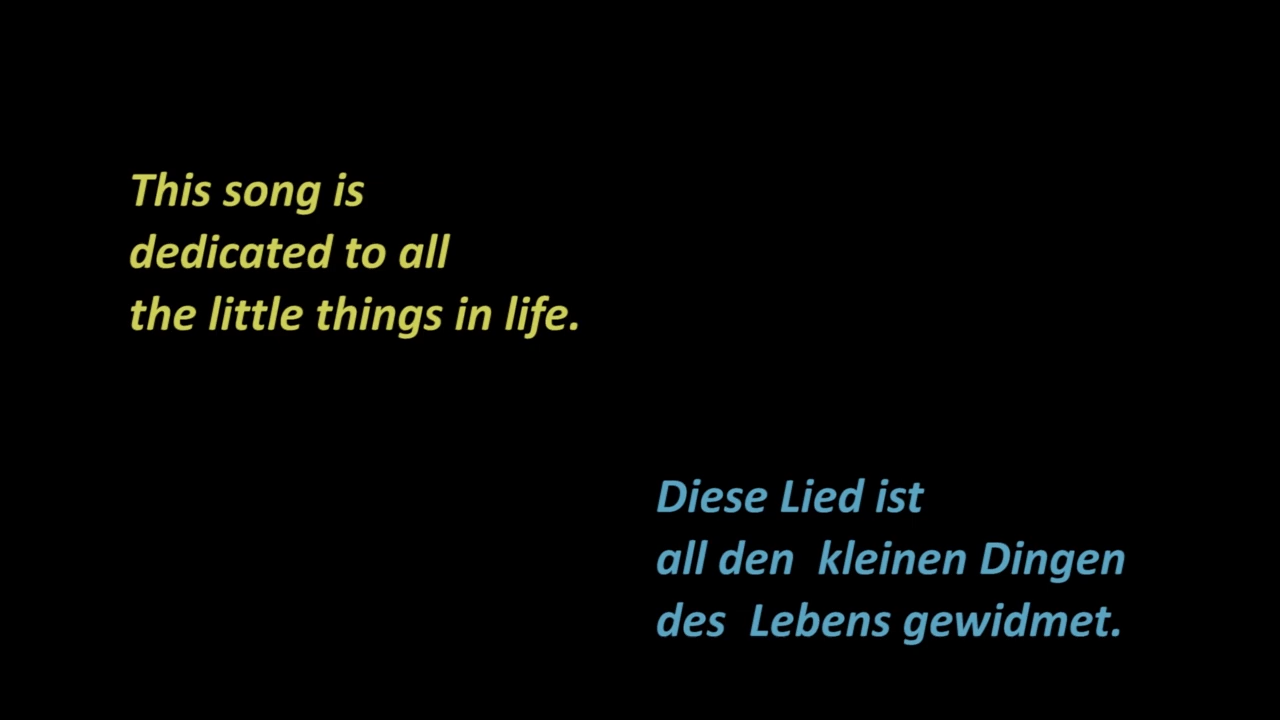 This song is
dedicated to all
the little things in life.
Diese Lied ist
all den  kleinen Dingen
des  Lebens gewidmet.